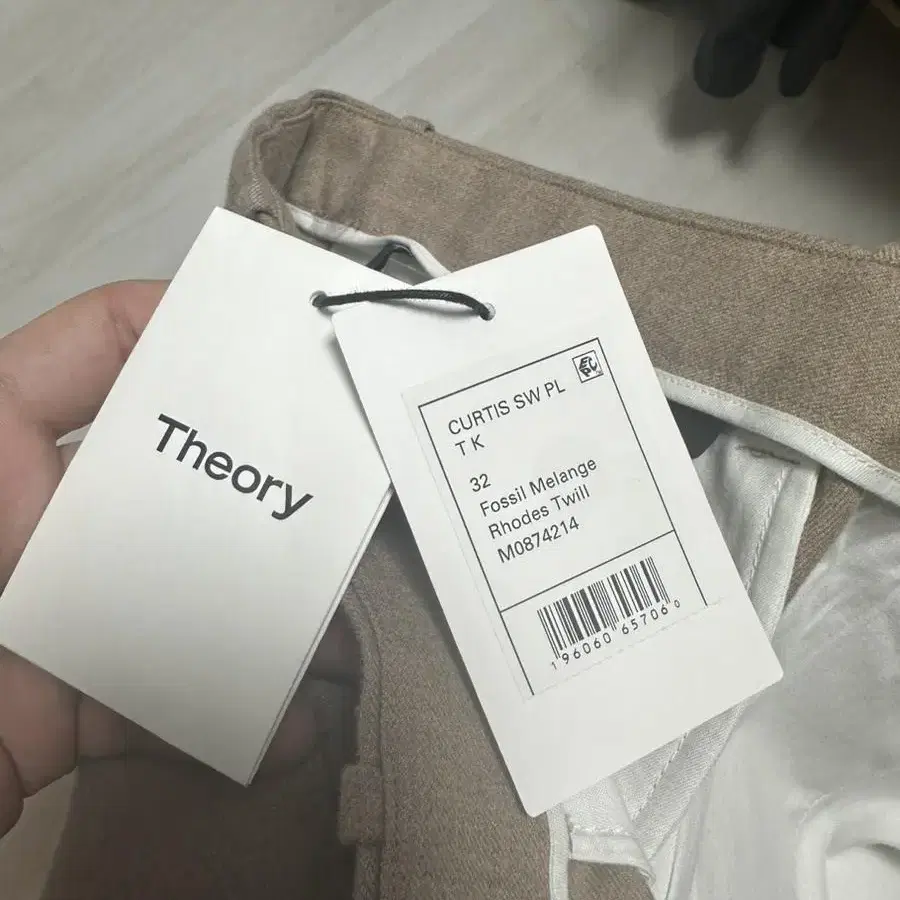 Theory
CURTIS SW PL
T K
32
Fossil Melange
Rhodes Twill
M0874214
1 96060 65706 0